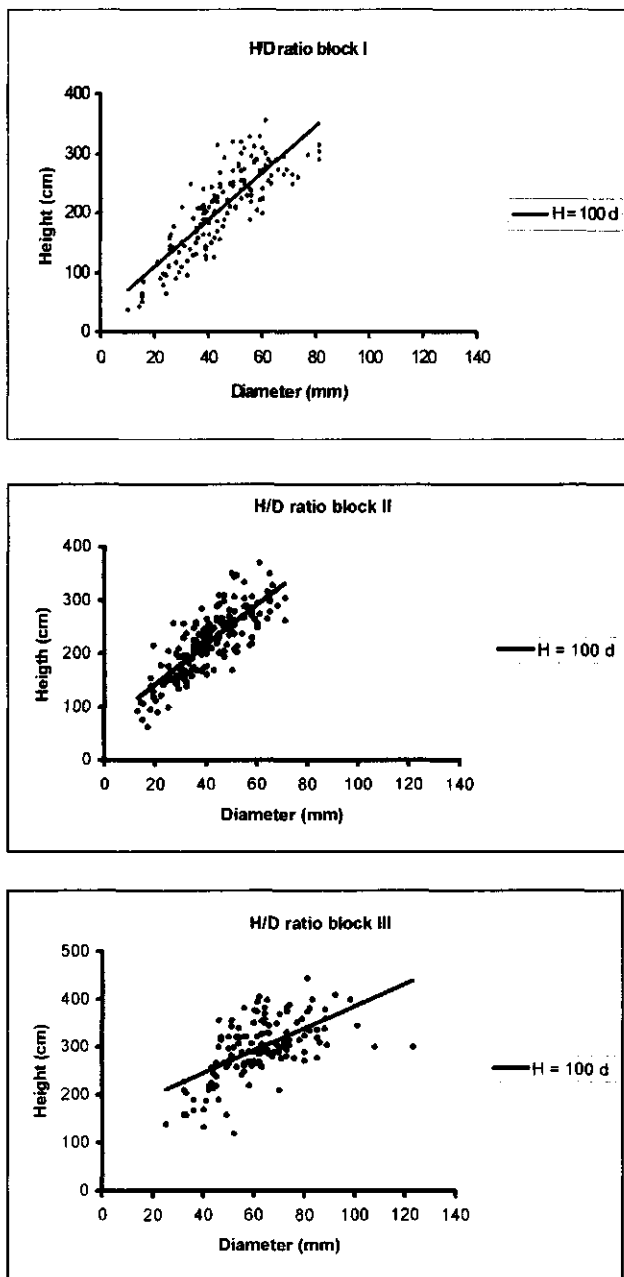 H/D ratio block I
400
300
200
100
0
Height (cm)
0 20 40 60 80 100 120 140
Diameter (mm)
H = 100 d
H/D ratio block II
400
300
200
100
0
Heigth (cm)
0 20 40 60 80 100 120 140
Diameter (mm)
H = 100 d
H/D ratio block III
500
400
300
200
100
0
Height (cm)
0 20 40 60 80 100 120 140
Diameter (mm)
H = 100 d